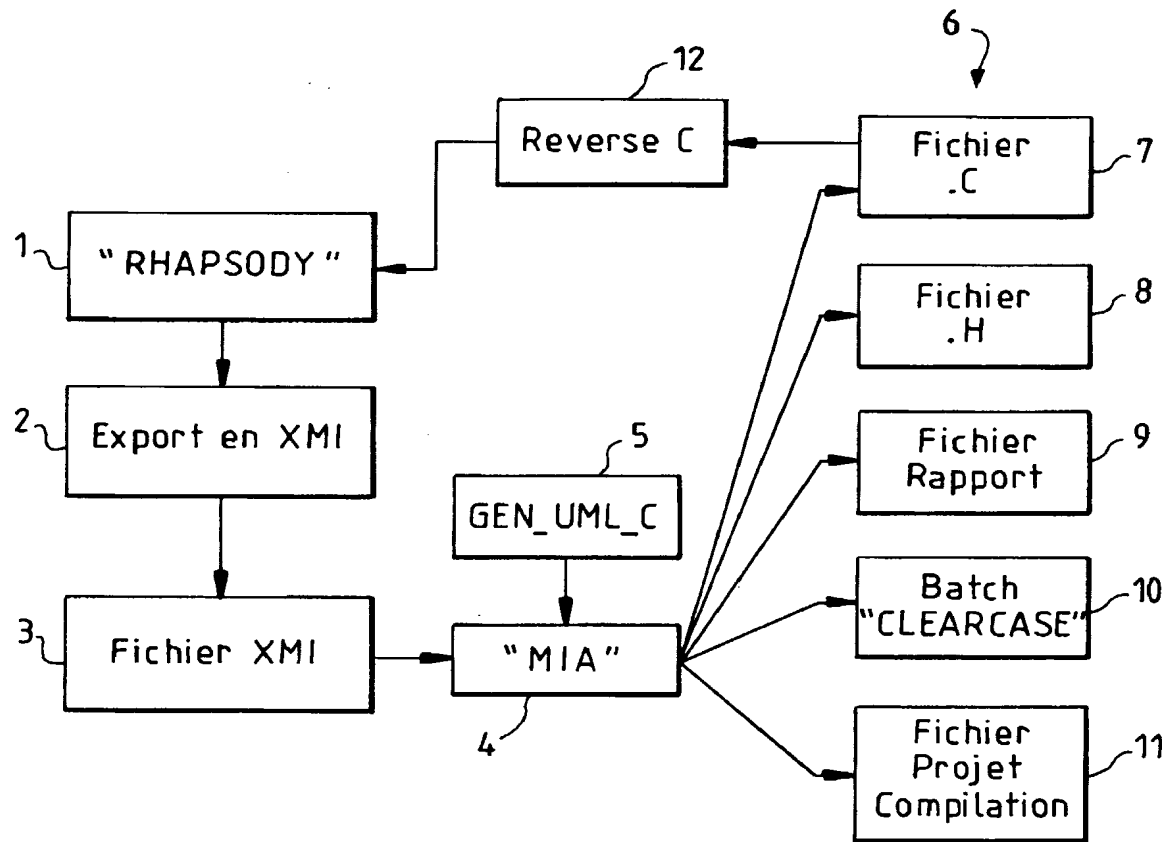 6
12
Reverse C
Fichier
.C
7
1
"RHAPSODY"
Fichier
.H
8
2
Export en XMI
5
GEN_UML_C
Fichier
Rapport
9
3
Fichier XMI
"MIA"
4
Batch
"CLEARCASE"
10
Fichier
Projet
Compilation
11